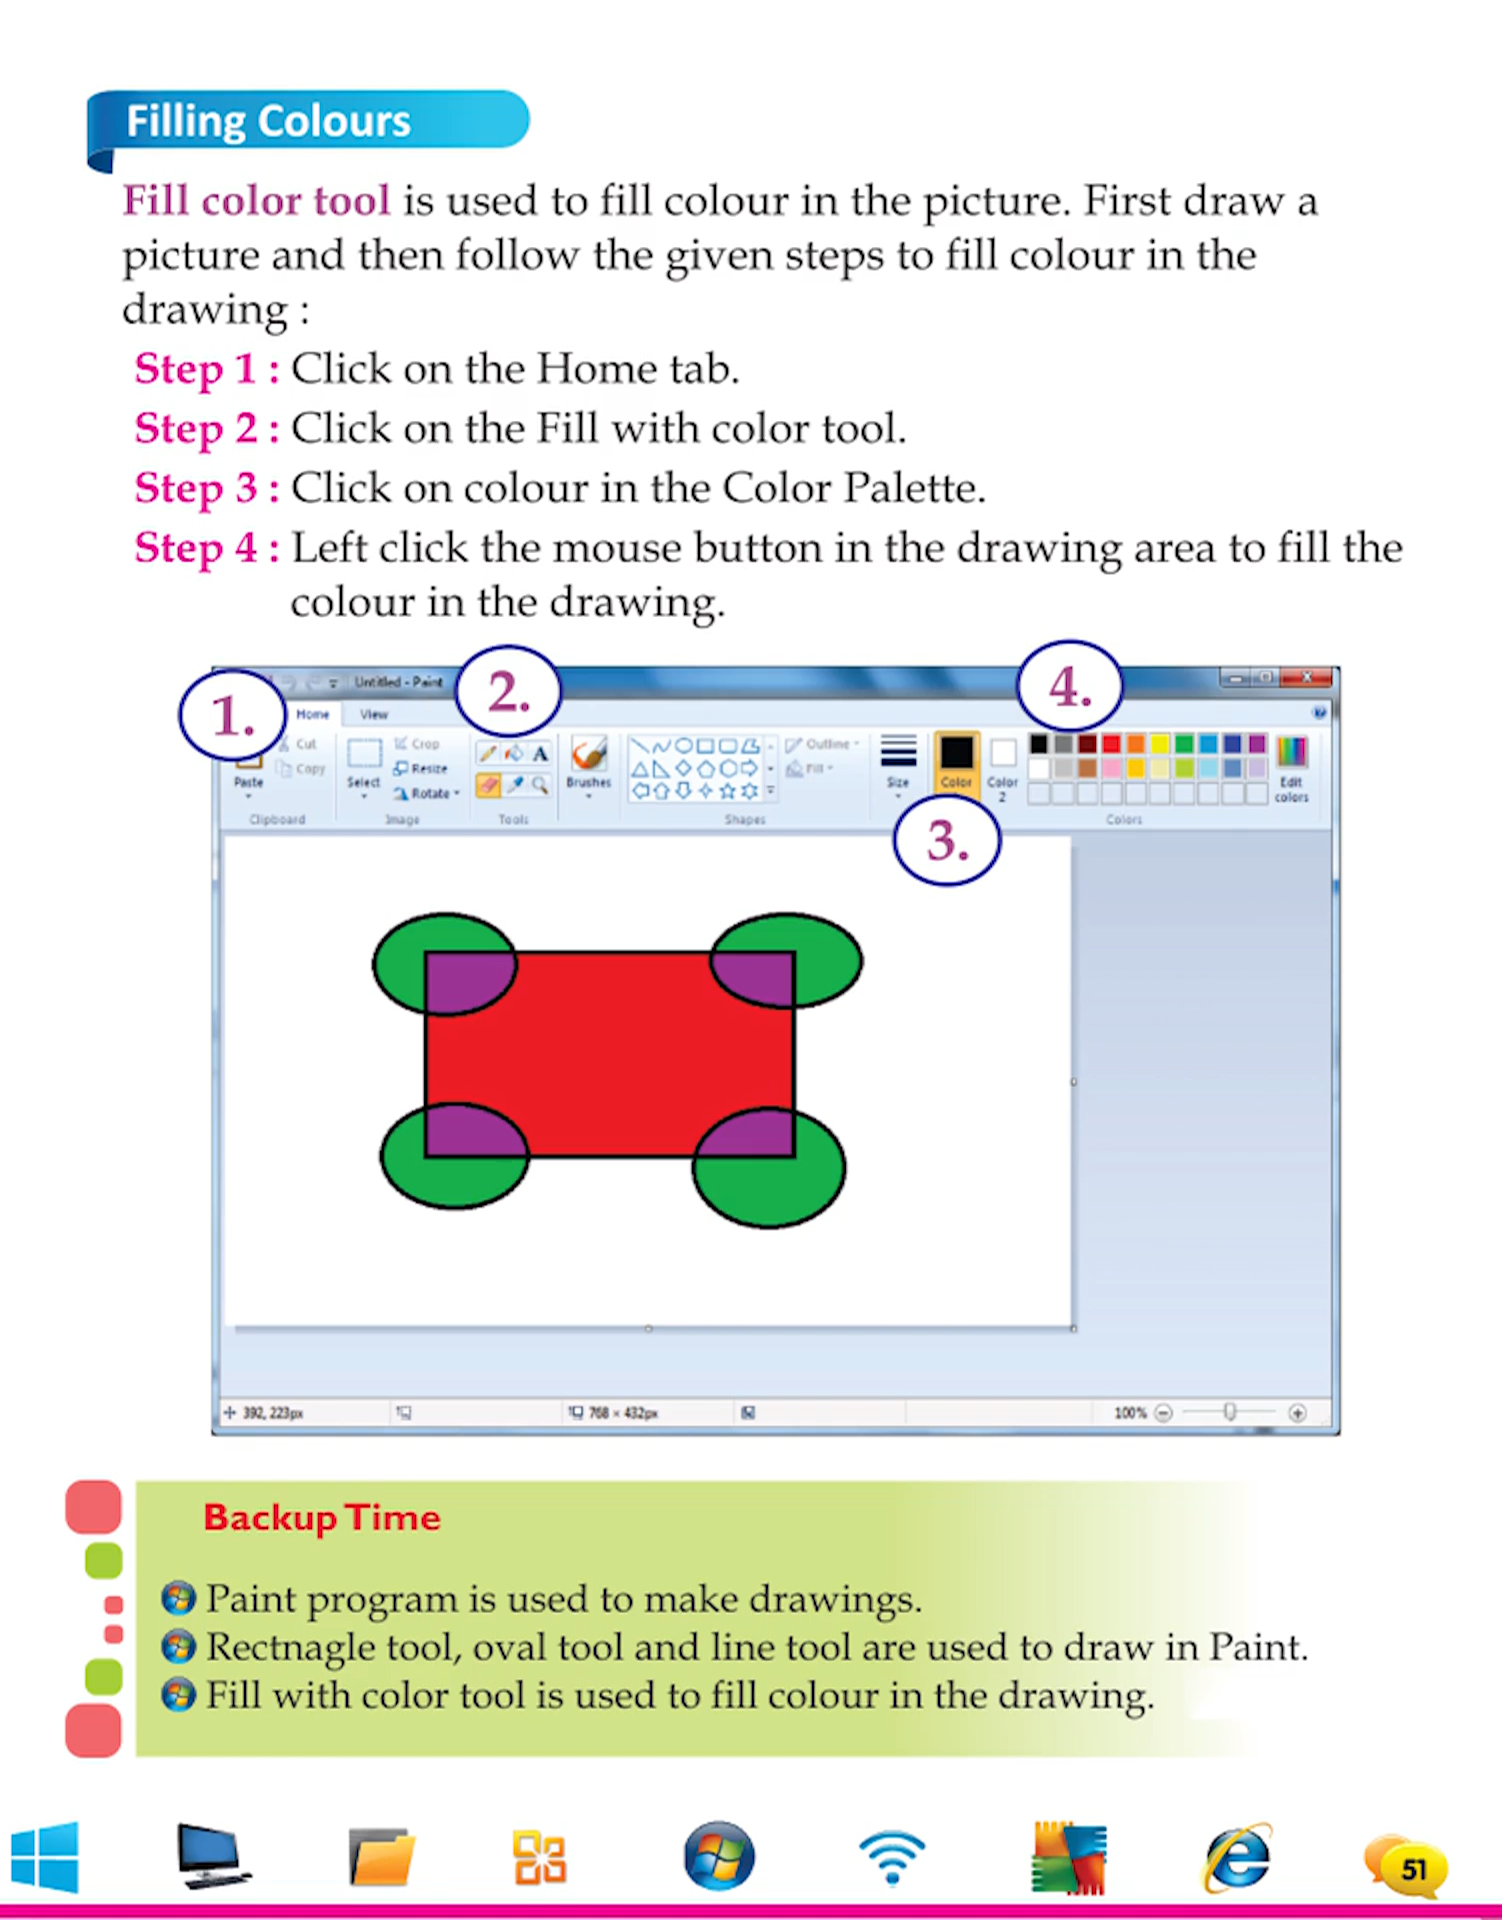 Filling Colours
Fill color tool is used to fill colour in the picture. First draw a
picture and then follow the given steps to fill colour in the
drawing :
Step 1 : Click on the Home tab.
Step 2 : Click on the Fill with color tool.
Step 3 : Click on colour in the Color Palette.
Step 4 : Left click the mouse button in the drawing area to fill the
colour in the drawing.
1.
2.
4.
Untitled - Paint
Home View
Cut
Copy
Paste
Clipboard
Crop
Resize
Rotate
Select
Image
A
Tools
Brushes
Shapes
Outline
Fill
Size
Color
Color
2
Edit
colors
Colors
3.
392, 223px
768 × 432px
100%
Backup Time
Paint program is used to make drawings.
Rectnagle tool, oval tool and line tool are used to draw in Paint.
Fill with color tool is used to fill colour in the drawing.
51